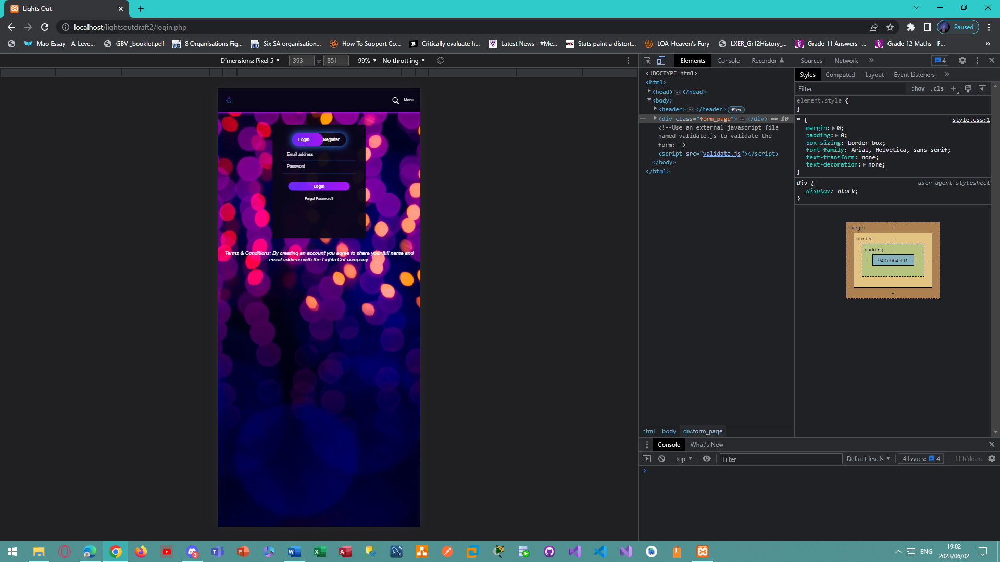 Lights Out
localhost/lightsoutdraft2/login.php
Paused
Mao Essay - A-Leve...
GBV _booklet.pdf
8 Organisations Fig...
Six SA organisation...
How To Support Co...
Critically evaluate h...
Latest News - #Me...
Stats paint a distort...
LOA-Heaven's Fury
LXER_Gr12History_...
Grade 11 Answers -...
Grade 12 Maths - F...
»
Dimensions: Pixel 5
393 × 851
99%
No throttling
Elements
Console
Recorder
Sources
Network
»
4
Menu
Login
Register
Email address
Password
Login
Forgot Password?
Terms & Conditions: By creating an account you agree to share your full name and
email address with the Lights Out company.
<!DOCTYPE html>
<html>
<head>…</head>
<body>
<header>…</header> flex
<div class="form_page">…</div> == $0
<!--Use an external javascript file
named validate.js to validate the
form:-->
<script src="validate.js"></script>
</body>
</html>
html body div.form_page
Styles
Computed
Layout
Event Listeners
»
Filter
:hov .cls +
element.style {
}
* { style.css:1
margin: 0;
padding: 0;
box-sizing: border-box;
font-family: Arial, Helvetica, sans-serif;
text-transform: none;
text-decoration: none;
}
div { user agent stylesheet
display: block;
}
margin –
border –
padding –
– – – 940×664.391 – – –
–
–
–
Console
What's New
top
Filter
Default levels
4 Issues: 4
11 hidden
3
ENG
19:02
2023/06/02